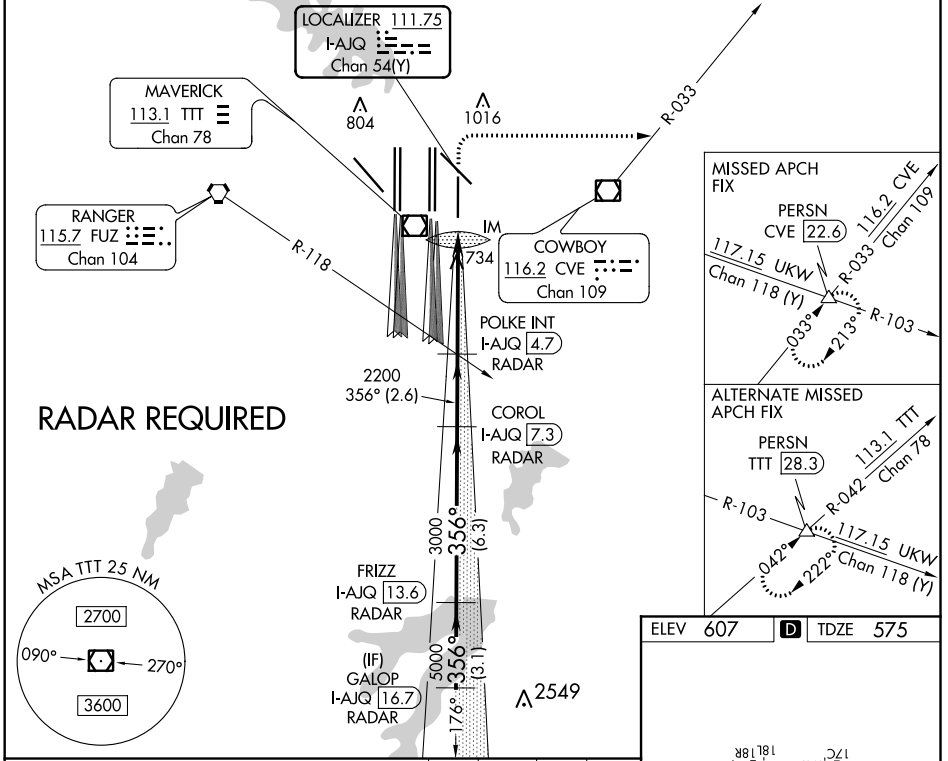 LOCALIZER 111.75
I-AJQ
Chan 54(Y)
MAVERICK
113.1 TTT
Chan 78
804
1016
R-033
RANGER
115.7 FUZ
Chan 104
R-118
IM
734
COWBOY
116.2 CVE
Chan 109
POLKE INT
I-AJQ 4.7
RADAR
2200
356° (2.6)
RADAR REQUIRED
COROL
I-AJQ 7.3
RADAR
3000
356°
(6.3)
FRIZZ
I-AJQ 13.6
RADAR
5000
356°
(3.1)
(IF)
GALOP
I-AJQ 16.7
RADAR
176°
2549
MSA TTT 25 NM
2700
090°
270°
3600
MISSED APCH
FIX
PERSN
CVE 22.6
116.2 CVE
Chan 109
R-033
117.15 UKW
Chan 118 (Y)
R-103
033°
213°
ALTERNATE MISSED
APCH FIX
PERSN
TTT 28.3
113.1 TTT
Chan 78
R-042
R-103
117.15 UKW
Chan 118 (Y)
042°
222°
ELEV 607 D TDZE 575
18L
18R
17C